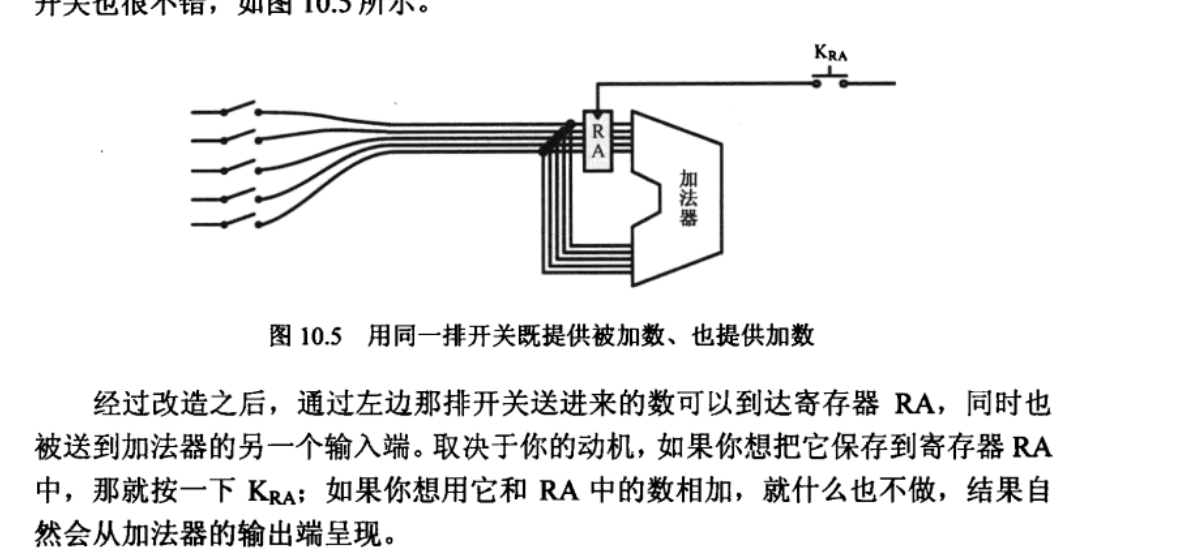 开关也很不错，如图 10.5 所示。
K_RA
R
A
加
法
器
图 10.5 用同一排开关既提供被加数、也提供加数
经过改造之后，通过左边那排开关送进来的数可以到达寄存器 RA，同时也
被送到加法器的另一个输入端。取决于你的动机，如果你想把它保存到寄存器 RA
中，那就按一下 K_RA；如果你想用它和 RA 中的数相加，就什么也不做，结果自
然会从加法器的输出端呈现。